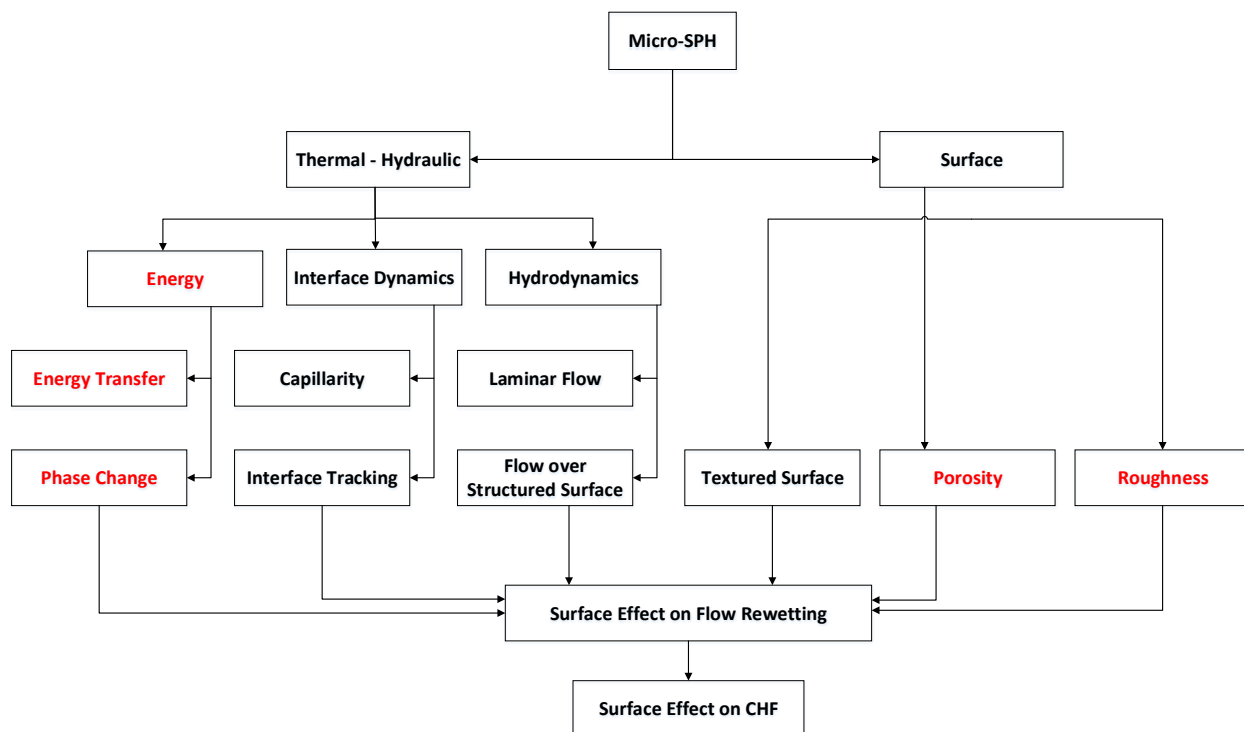 Micro-SPH
Thermal - Hydraulic
Surface
Energy
Interface Dynamics
Hydrodynamics
Energy Transfer
Capillarity
Laminar Flow
Phase Change
Interface Tracking
Flow over
Structured Surface
Textured Surface
Porosity
Roughness
Surface Effect on Flow Rewetting
Surface Effect on CHF